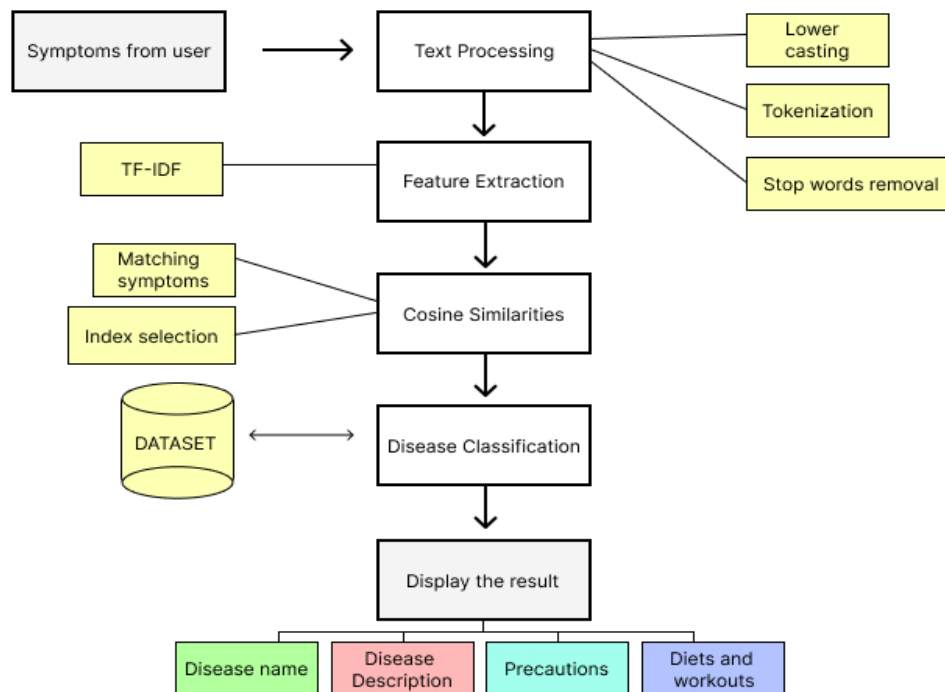 Symptoms from user
Text Processing
Lower
casting
Tokenization
Stop words removal
TF-IDF
Feature Extraction
Matching
symptoms
Index selection
Cosine Similarities
DATASET
Disease Classification
Display the result
Disease name
Disease
Description
Precautions
Diets and
workouts